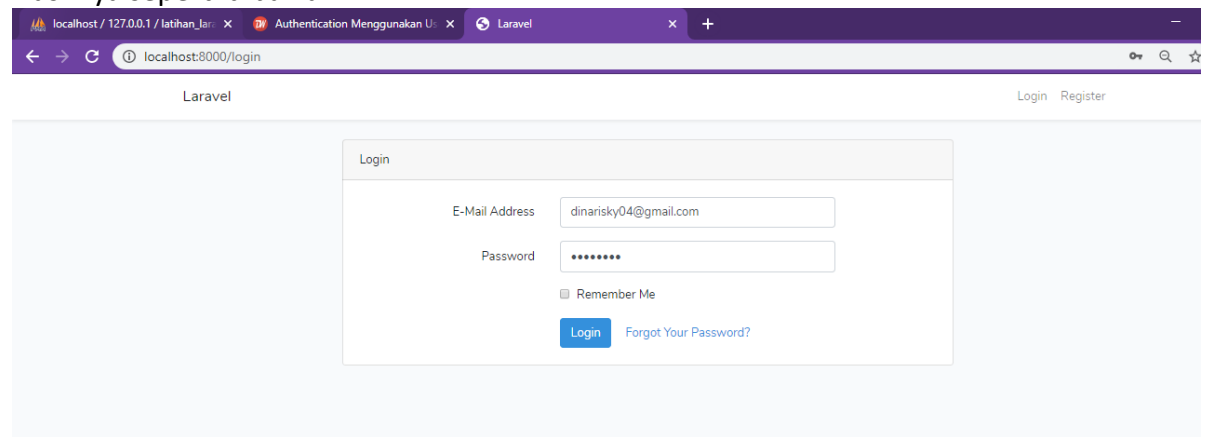 localhost / 127.0.0.1 / latihan_lara
Authentication Menggunakan Us
Laravel
localhost:8000/login
Laravel
Login Register
Login
E-Mail Address dinarisky04@gmail.com
Password ••••••••
Remember Me
Login Forgot Your Password?